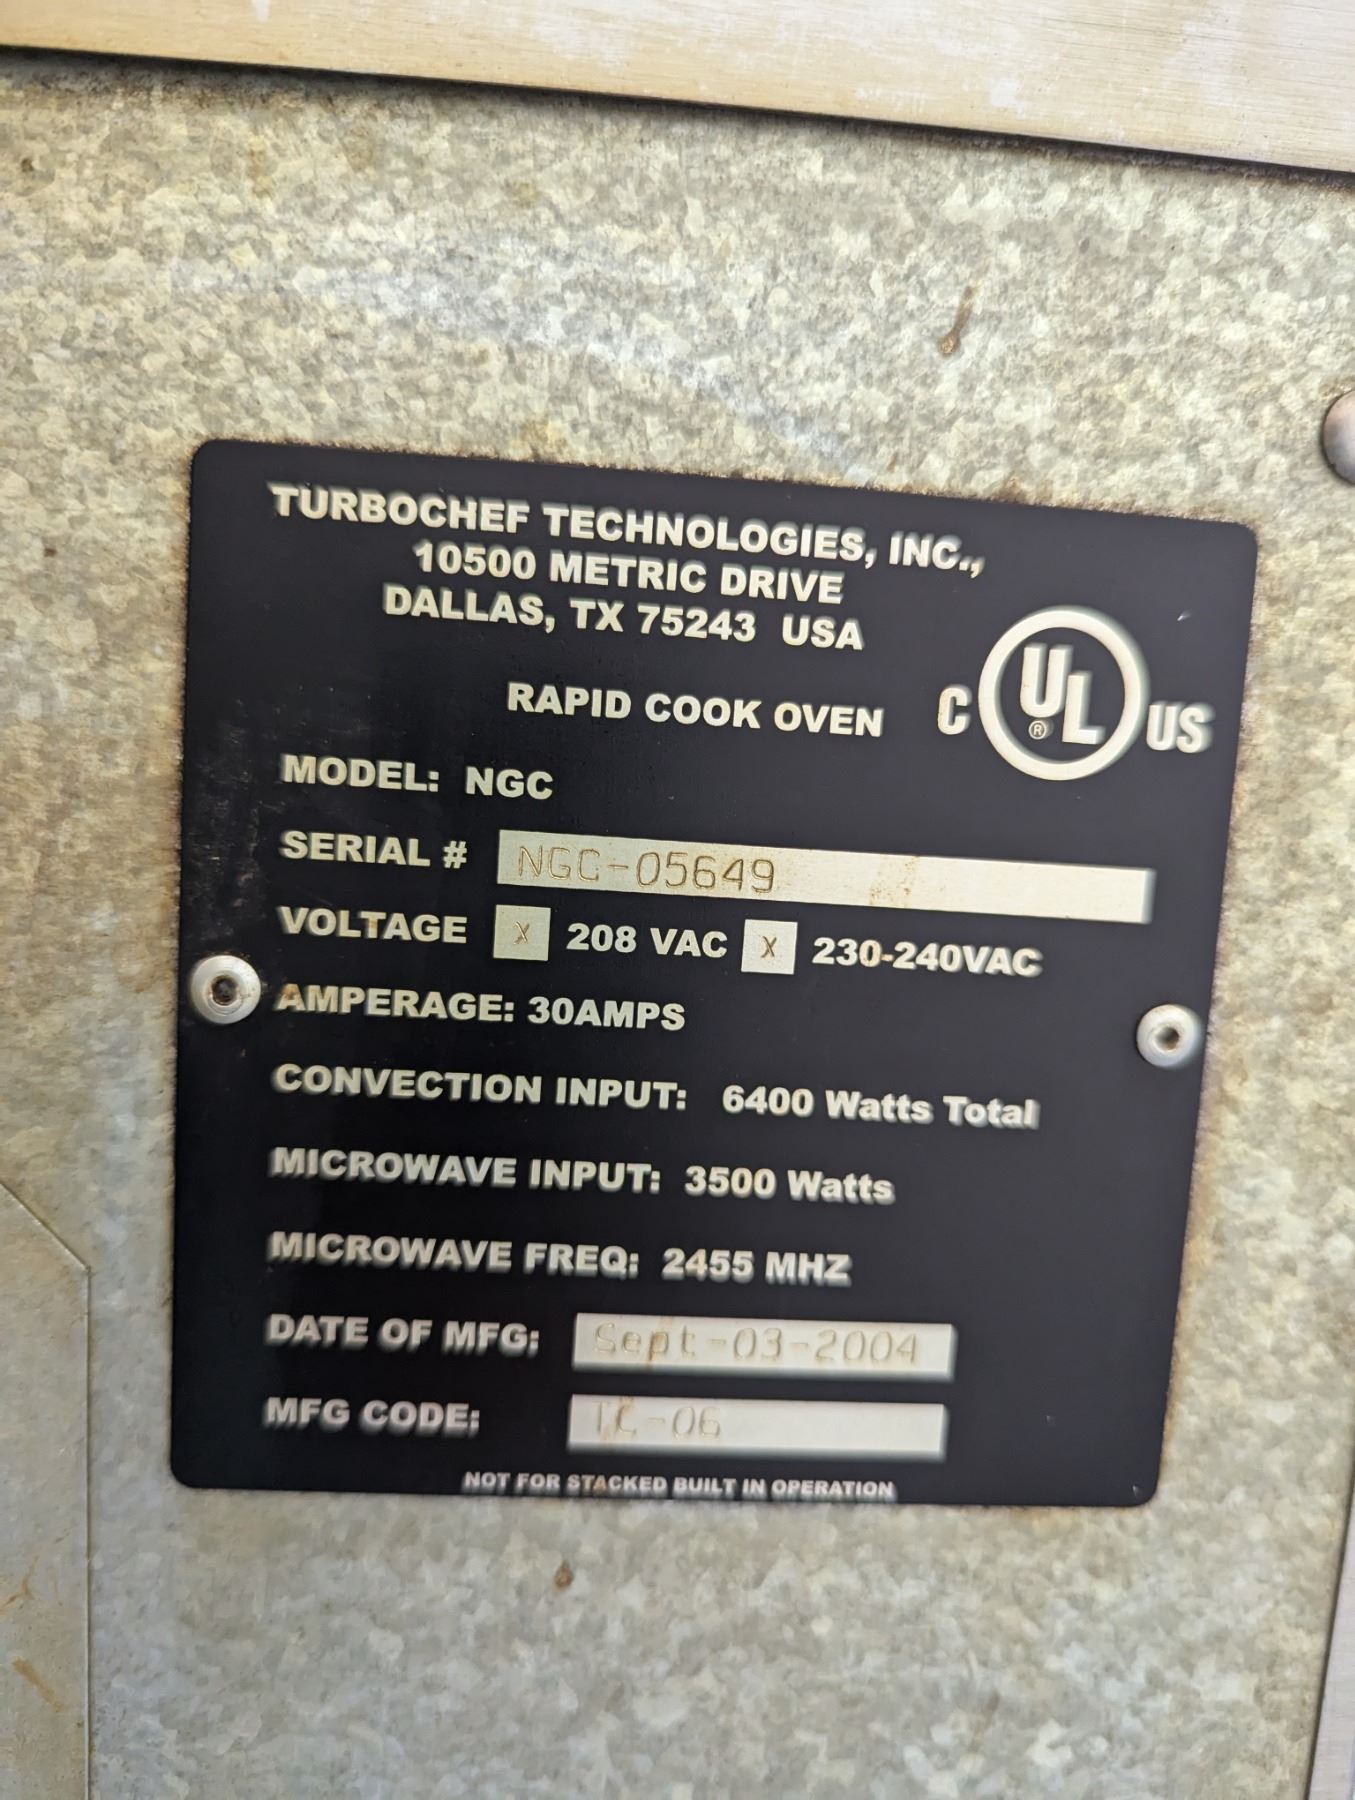 TURBOCHEF TECHNOLOGIES, INC.,
10500 METRIC DRIVE
DALLAS, TX 75243 USA
RAPID COOK OVEN
C UL® US
MODEL: NGC
SERIAL # NGC-05649
VOLTAGE X 208 VAC X 230-240VAC
AMPERAGE: 30AMPS
CONVECTION INPUT: 6400 Watts Total
MICROWAVE INPUT: 3500 Watts
MICROWAVE FREQ: 2455 MHZ
DATE OF MFG: Sept-03-2004
MFG CODE: TC-06
NOT FOR STACKED BUILT IN OPERATION